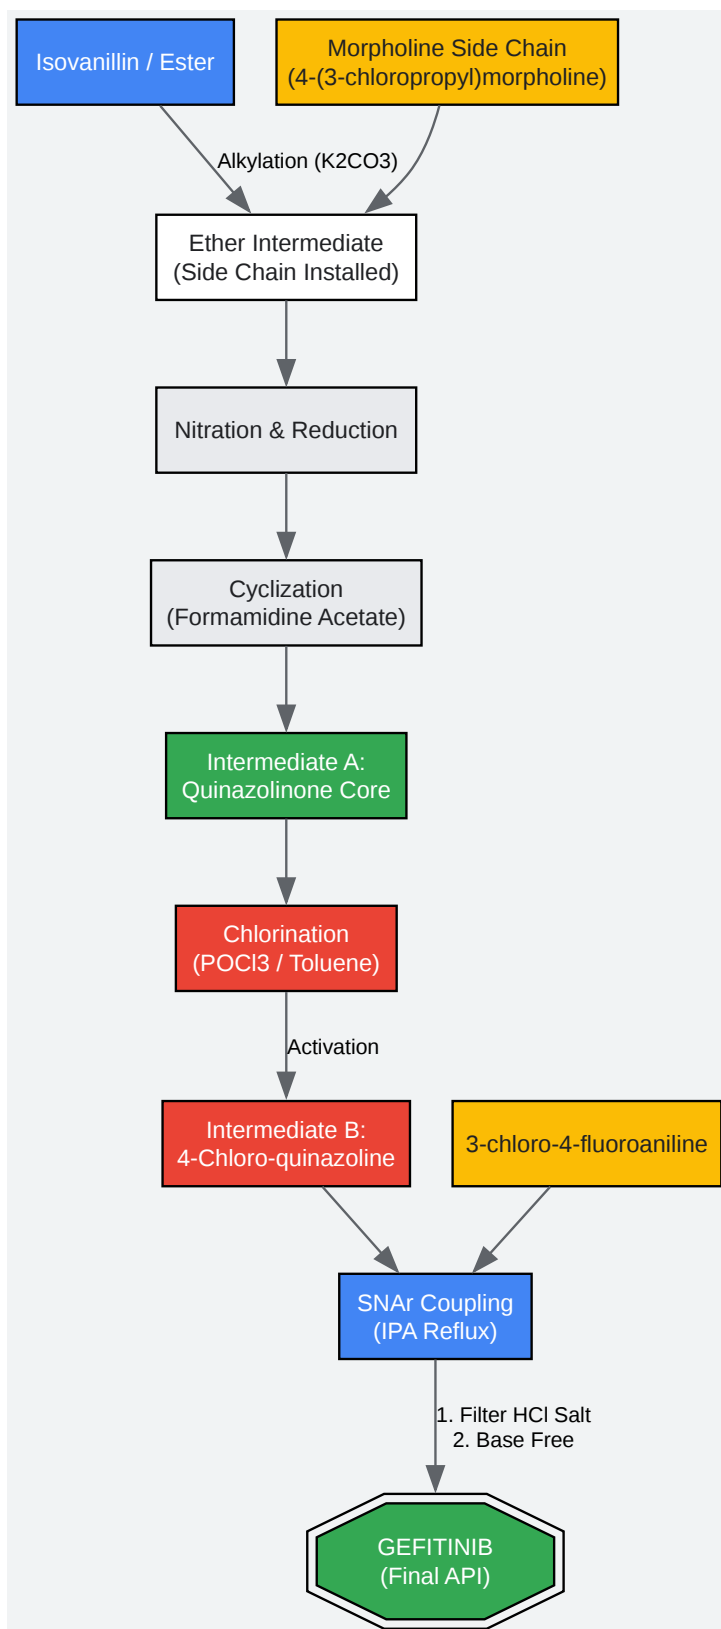 Isovanillin / Ester
Morpholine Side Chain
(4-(3-chloropropyl)morpholine)
Alkylation (K2CO3)
Ether Intermediate
(Side Chain Installed)
Nitration & Reduction
Cyclization
(Formamidine Acetate)
Intermediate A:
Quinazolinone Core
Chlorination
(POCl3 / Toluene)
Activation
Intermediate B:
4-Chloro-quinazoline
3-chloro-4-fluoroaniline
SNAr Coupling
(IPA Reflux)
1. Filter HCl Salt
2. Base Free
GEFITINIB
(Final API)